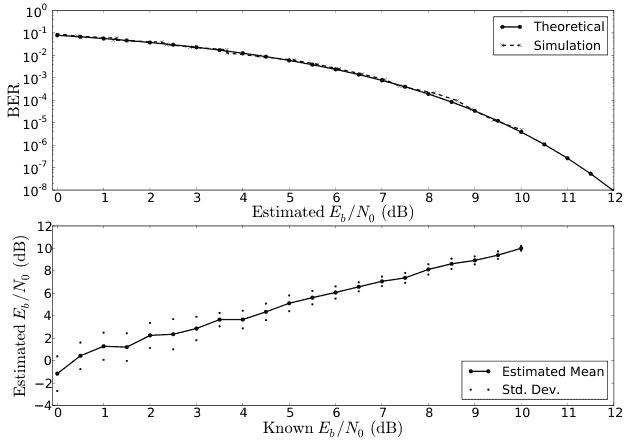 10^0
10^-1
10^-2
10^-3
10^-4
10^-5
10^-6
10^-7
10^-8
BER
Theoretical
Simulation
0 1 2 3 4 5 6 7 8 9 10 11 12
Estimated E_b/N_0 (dB)
12
10
8
6
4
2
0
−2
−4
Estimated E_b/N_0 (dB)
Estimated Mean
Std. Dev.
0 1 2 3 4 5 6 7 8 9 10 11 12
Known E_b/N_0 (dB)